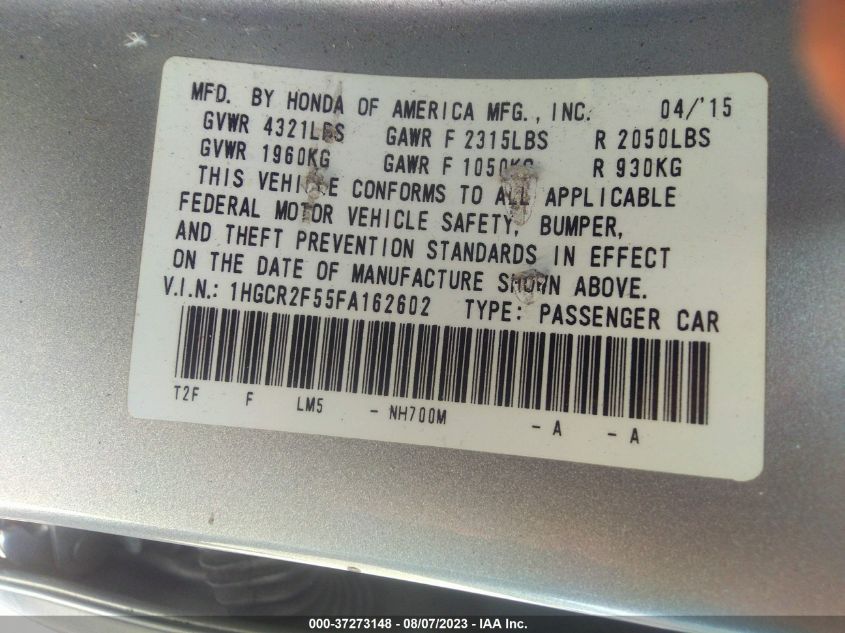 MFD. BY HONDA OF AMERICA MFG., INC. 04/'15
GVWR 4321LBS GAWR F 2315LBS R 2050LBS
GVWR 1960KG GAWR F 1050KG R 930KG
THIS VEHICLE CONFORMS TO ALL APPLICABLE
FEDERAL MOTOR VEHICLE SAFETY, BUMPER,
AND THEFT PREVENTION STANDARDS IN EFFECT
ON THE DATE OF MANUFACTURE SHOWN ABOVE.
V.I.N.: 1HGCR2F55FA162602 TYPE: PASSENGER CAR
T2F F LM5 - NH700M - A - A
000-37273148 - 08/07/2023 - IAA Inc.